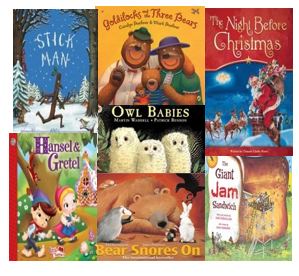 STICK
MAN
Goldilocks and the Three Bears
The Night Before
Christmas
OWL BABIES
MARTIN WADDELL • PATRICK BENSON
Hansel &
Gretel
The
Giant
Jam
Sandwich
Bear Snores On